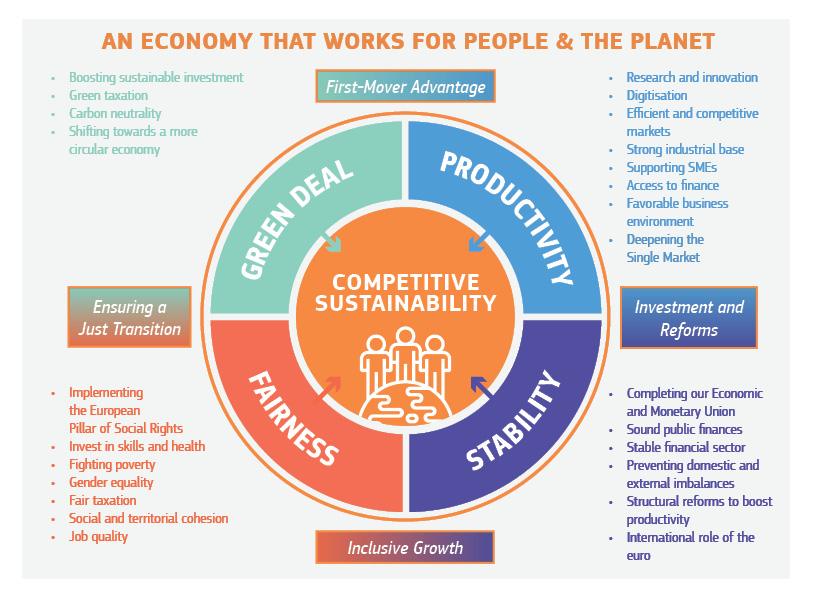 AN ECONOMY THAT WORKS FOR PEOPLE & THE PLANET
• Boosting sustainable investment
• Green taxation
• Carbon neutrality
• Shifting towards a more
circular economy
First-Mover Advantage
• Research and innovation
• Digitisation
• Efficient and competitive
markets
• Strong industrial base
• Supporting SMEs
• Access to finance
• Favorable business
environment
• Deepening the
Single Market
GREEN DEAL
PRODUCTIVITY
COMPETITIVE
SUSTAINABILITY
Ensuring a
Just Transition
Investment and
Reforms
FAIRNESS
STABILITY
• Implementing
the European
Pillar of Social Rights
• Invest in skills and health
• Fighting poverty
• Gender equality
• Fair taxation
• Social and territorial cohesion
• Job quality
• Completing our Economic
and Monetary Union
• Sound public finances
• Stable financial sector
• Preventing domestic and
external imbalances
• Structural reforms to boost
productivity
• International role of the
euro
Inclusive Growth